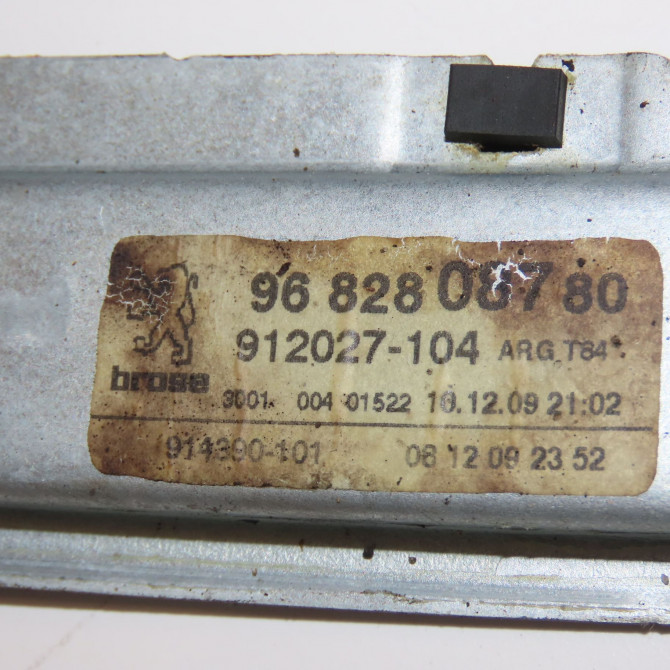 96 828 087 80
912027-104 ARG T84
brose
3001 004 01522 16.12.09 21:02
914390-101 08 12 09 23 52